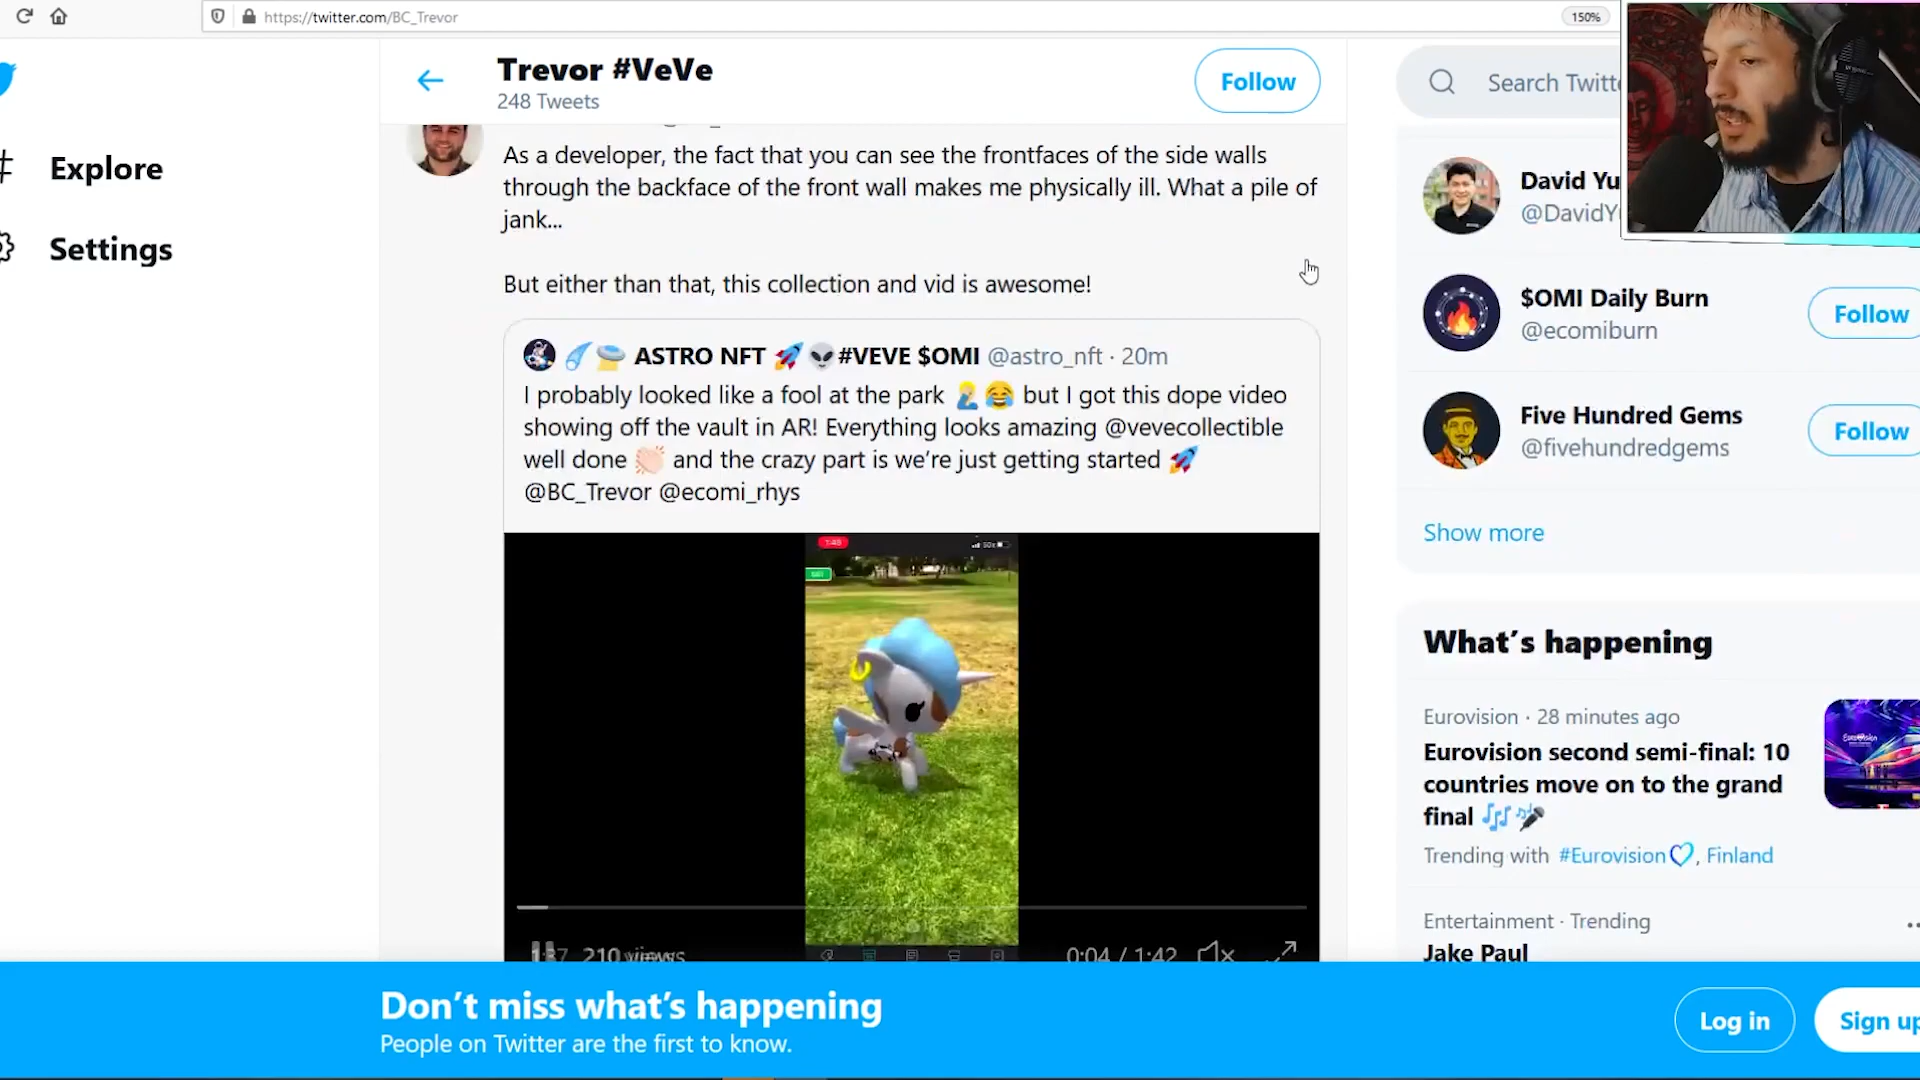 https://twitter.com/BC_Trevor
150%
Trevor #VeVe
248 Tweets
Follow
Search Twitt
Explore
Settings
As a developer, the fact that you can see the frontfaces of the side walls
through the backface of the front wall makes me physically ill. What a pile of
jank...
But either than that, this collection and vid is awesome!
☄️🛸 ASTRO NFT 🚀👽#VEVE $OMI @astro_nft · 20m
I probably looked like a fool at the park 🤦😂 but I got this dope video
showing off the vault in AR! Everything looks amazing @vevecollectible
well done 👏🏻 and the crazy part is we're just getting started 🚀
@BC_Trevor @ecomi_rhys
1:37 210 views
0:04 / 1:42
David Yu
@DavidY
$OMI Daily Burn
@ecomiburn
Follow
Five Hundred Gems
@fivehundredgems
Follow
Show more
What's happening
Eurovision · 28 minutes ago
Eurovision second semi-final: 10
countries move on to the grand
final 🎶🎤
Trending with #Eurovision, Finland
Entertainment · Trending
Jake Paul
Don't miss what's happening
People on Twitter are the first to know.
Log in
Sign up